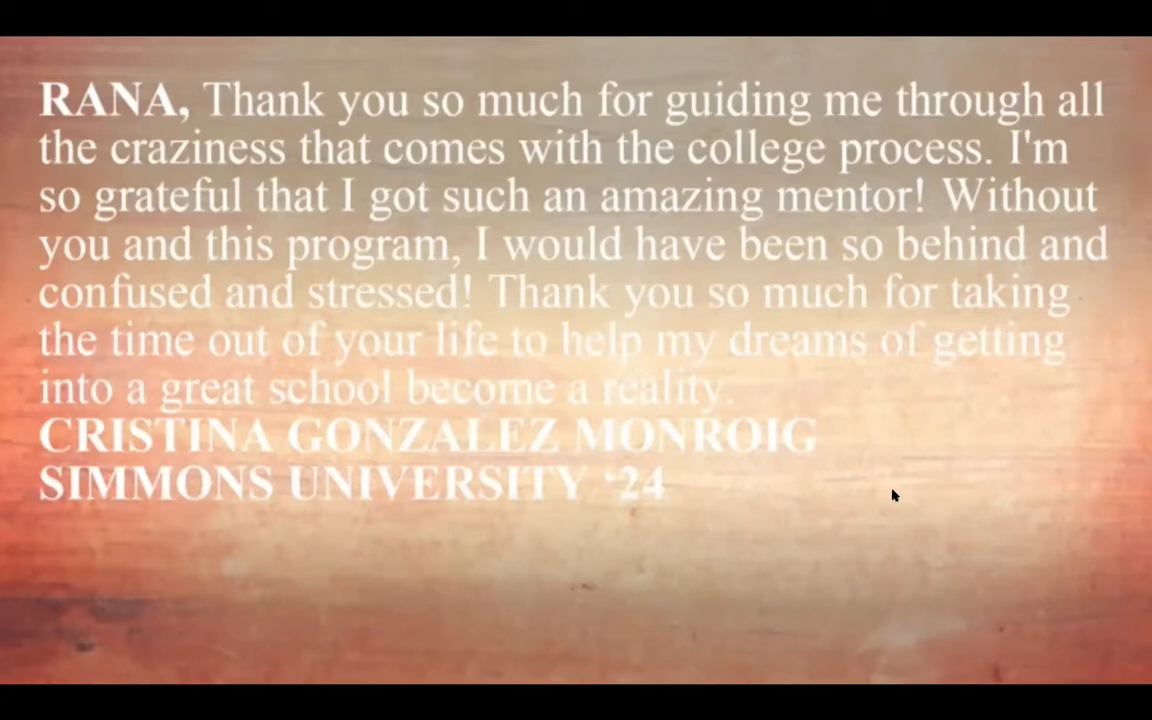 RANA, Thank you so much for guiding me through all
the craziness that comes with the college process. I'm
so grateful that I got such an amazing mentor! Without
you and this program, I would have been so behind and
confused and stressed! Thank you so much for taking
the time out of your life to help my dreams of getting
into a great school become a reality.
CRISTINA GONZALEZ MONROIG
SIMMONS UNIVERSITY ‘24